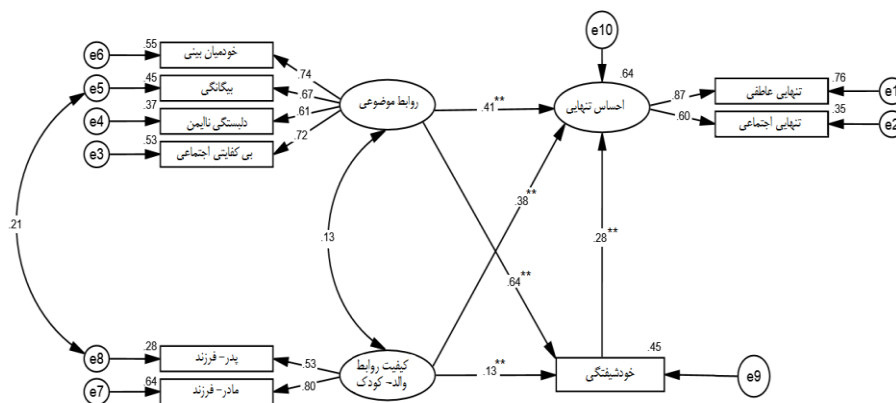 e10
e6
.55
خودمیان بینی
.74
.64
e5
.45
بیگانگی
.67
روابط موضوعی
.41**
احساس تنهایی
.87
تنهایی عاطفی
.76
e1
e4
.37
دلبستگی ناایمن
.61
.60
تنهایی اجتماعی
.35
e2
e3
.53
بی کفایتی اجتماعی
.72
.38**
.21
.13
.28**
.64**
e8
.28
پدر- فرزند
.53
کیفیت روابط
والد- کودک
.13**
خودشیفتگی
.45
e9
e7
.64
مادر- فرزند
.80